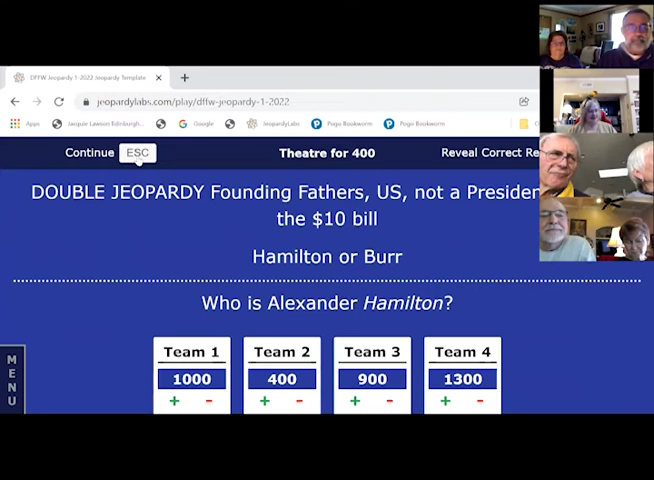 DFFW Jeopardy 1-2022 Jeopardy Template
jeopardylabs.com/play/dffw-jeopardy-1-2022
Apps Jacquie Lawson Edinburgh... Google JeopardyLabs Pogo Bookworm Pogo Bookworm
Continue ESC Theatre for 400 Reveal Correct Re
DOUBLE JEOPARDY Founding Fathers, US, not a Presiden
the $10 bill
Hamilton or Burr
Who is Alexander Hamilton?
MENU
Team 1 Team 2 Team 3 Team 4
1000 400 900 1300
+ - + - + - + -